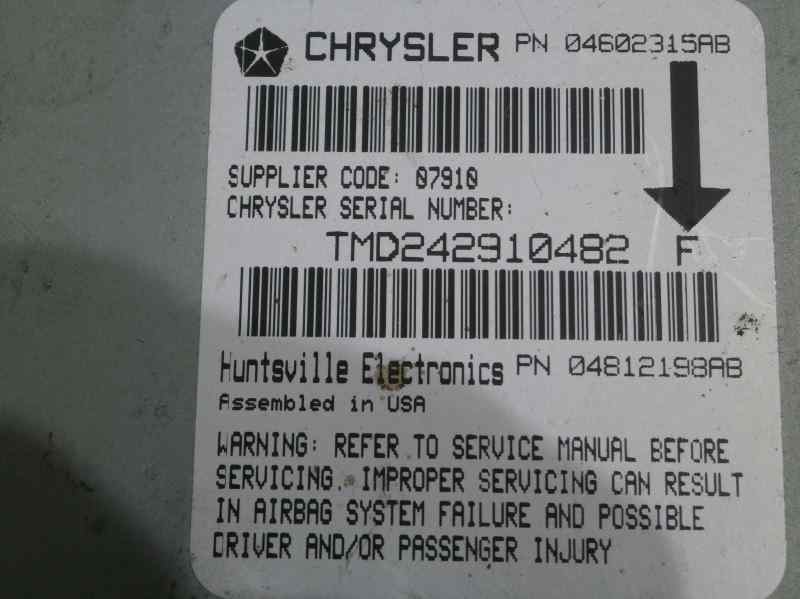 CHRYSLER PN 04602315AB
SUPPLIER CODE: 07910
CHRYSLER SERIAL NUMBER:
TMD242910482 F
Huntsville Electronics PN 04812198AB
Assembled in USA
WARNING: REFER TO SERVICE MANUAL BEFORE
SERVICING. IMPROPER SERVICING CAN RESULT
IN AIRBAG SYSTEM FAILURE AND POSSIBLE
DRIVER AND/OR PASSENGER INJURY